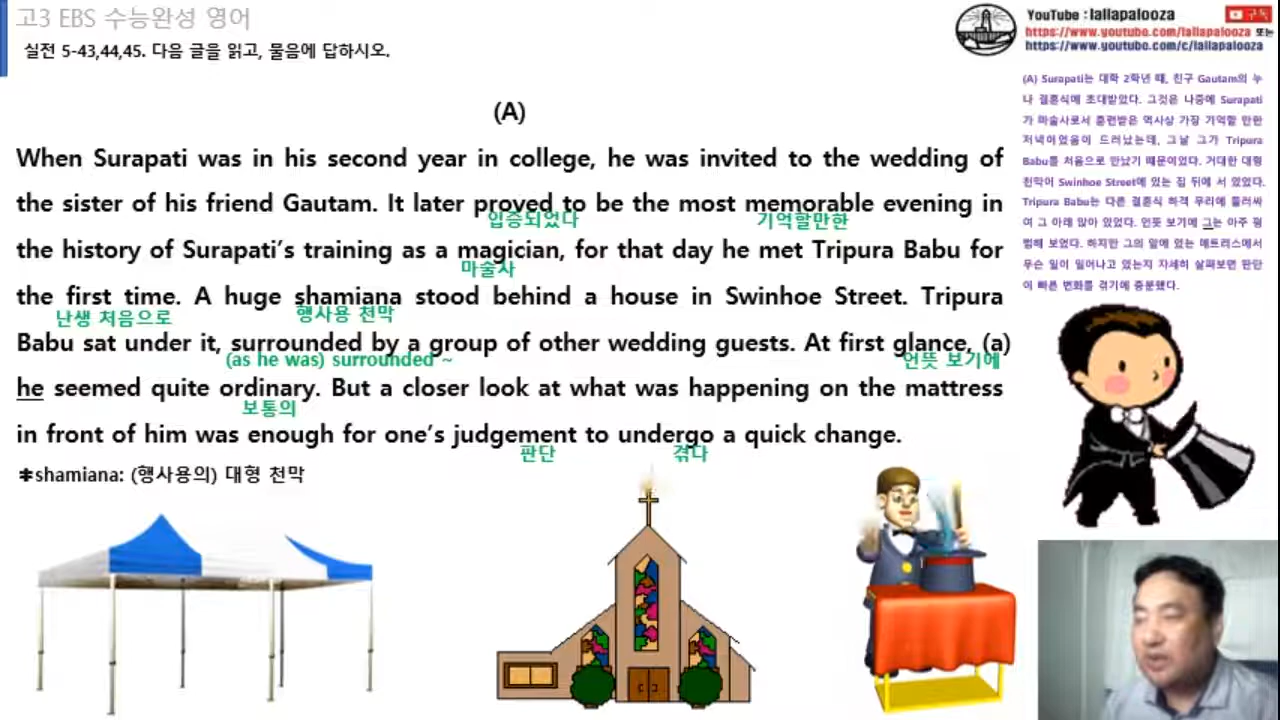 고3 EBS 수능완성 영어
실전 5-43,44,45. 다음 글을 읽고, 물음에 답하시오.
YouTube : lallapalooza
구독
https://www.youtube.com/lallapalooza 또는
https://www.youtube.com/c/lallapalooza
(A)
When Surapati was in his second year in college, he was invited to the wedding of
the sister of his friend Gautam. It later proved to be the most memorable evening in
입증되었다 기억할만한
the history of Surapati's training as a magician, for that day he met Tripura Babu for
마술사
the first time. A huge shamiana stood behind a house in Swinhoe Street. Tripura
난생 처음으로 행사용 천막
Babu sat under it, surrounded by a group of other wedding guests. At first glance, (a)
(as he was) surrounded ~ 언뜻 보기에
he seemed quite ordinary. But a closer look at what was happening on the mattress
보통의
in front of him was enough for one's judgement to undergo a quick change.
판단 겪다
✱shamiana: (행사용의) 대형 천막
(A) Surapati는 대학 2학년 때, 친구 Gautam의 누
나 결혼식에 초대받았다. 그것은 나중에 Surapati
가 마술사로서 훈련받은 역사상 가장 기억할 만한
저녁이었음이 드러났는데, 그날 그가 Tripura
Babu를 처음으로 만났기 때문이었다. 거대한 대형
천막이 Swinhoe Street에 있는 집 뒤에 서 있었다.
Tripura Babu는 다른 결혼식 하객 무리에 둘러싸
여 그 아래 앉아 있었다. 언뜻 보기에 그는 아주 평
범해 보였다. 하지만 그의 앞에 있는 매트리스에서
무슨 일이 일어나고 있는지 자세히 살펴보면 판단
이 빠른 변화를 겪기에 충분했다.